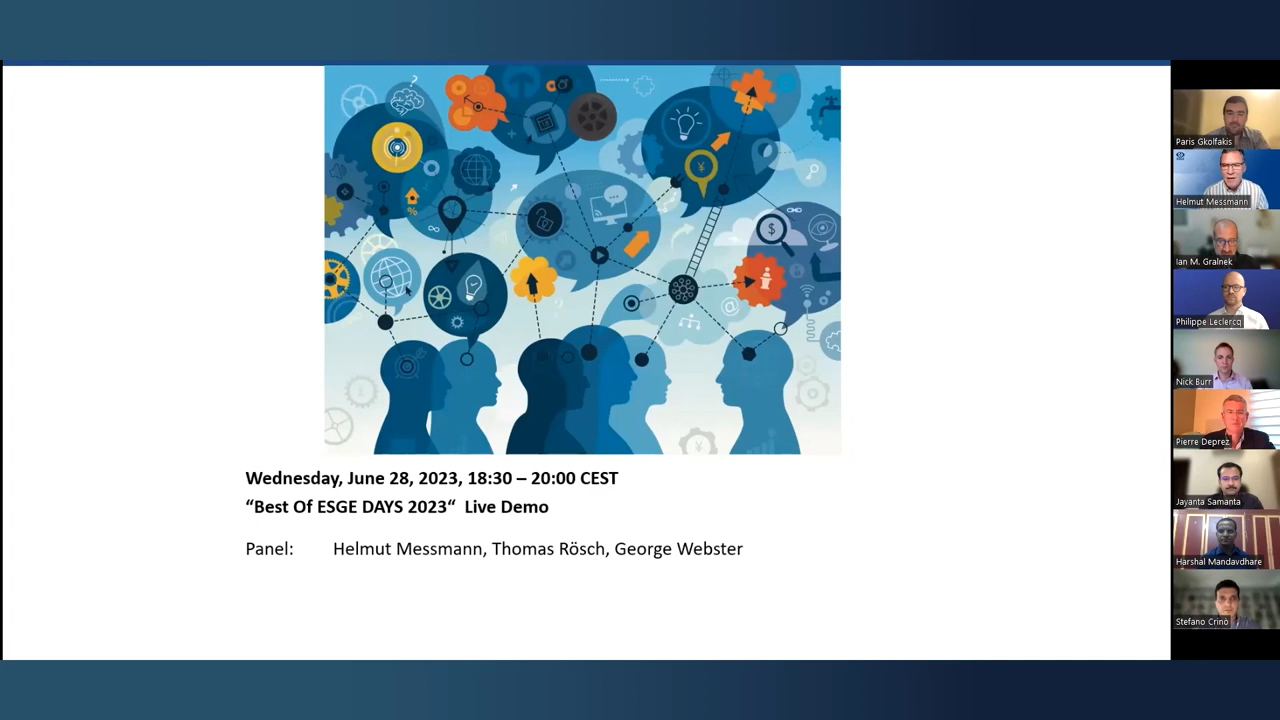 Wednesday, June 28, 2023, 18:30 – 20:00 CEST
“Best Of ESGE DAYS 2023“ Live Demo
Panel: Helmut Messmann, Thomas Rösch, George Webster
Paris Gkolfakis
Helmut Messmann
Ian M. Gralnek
Philippe Leclercq
Nick Burr
Pierre Deprez
Jayanta Samanta
Harshal Mandavdhare
Stefano Crinò